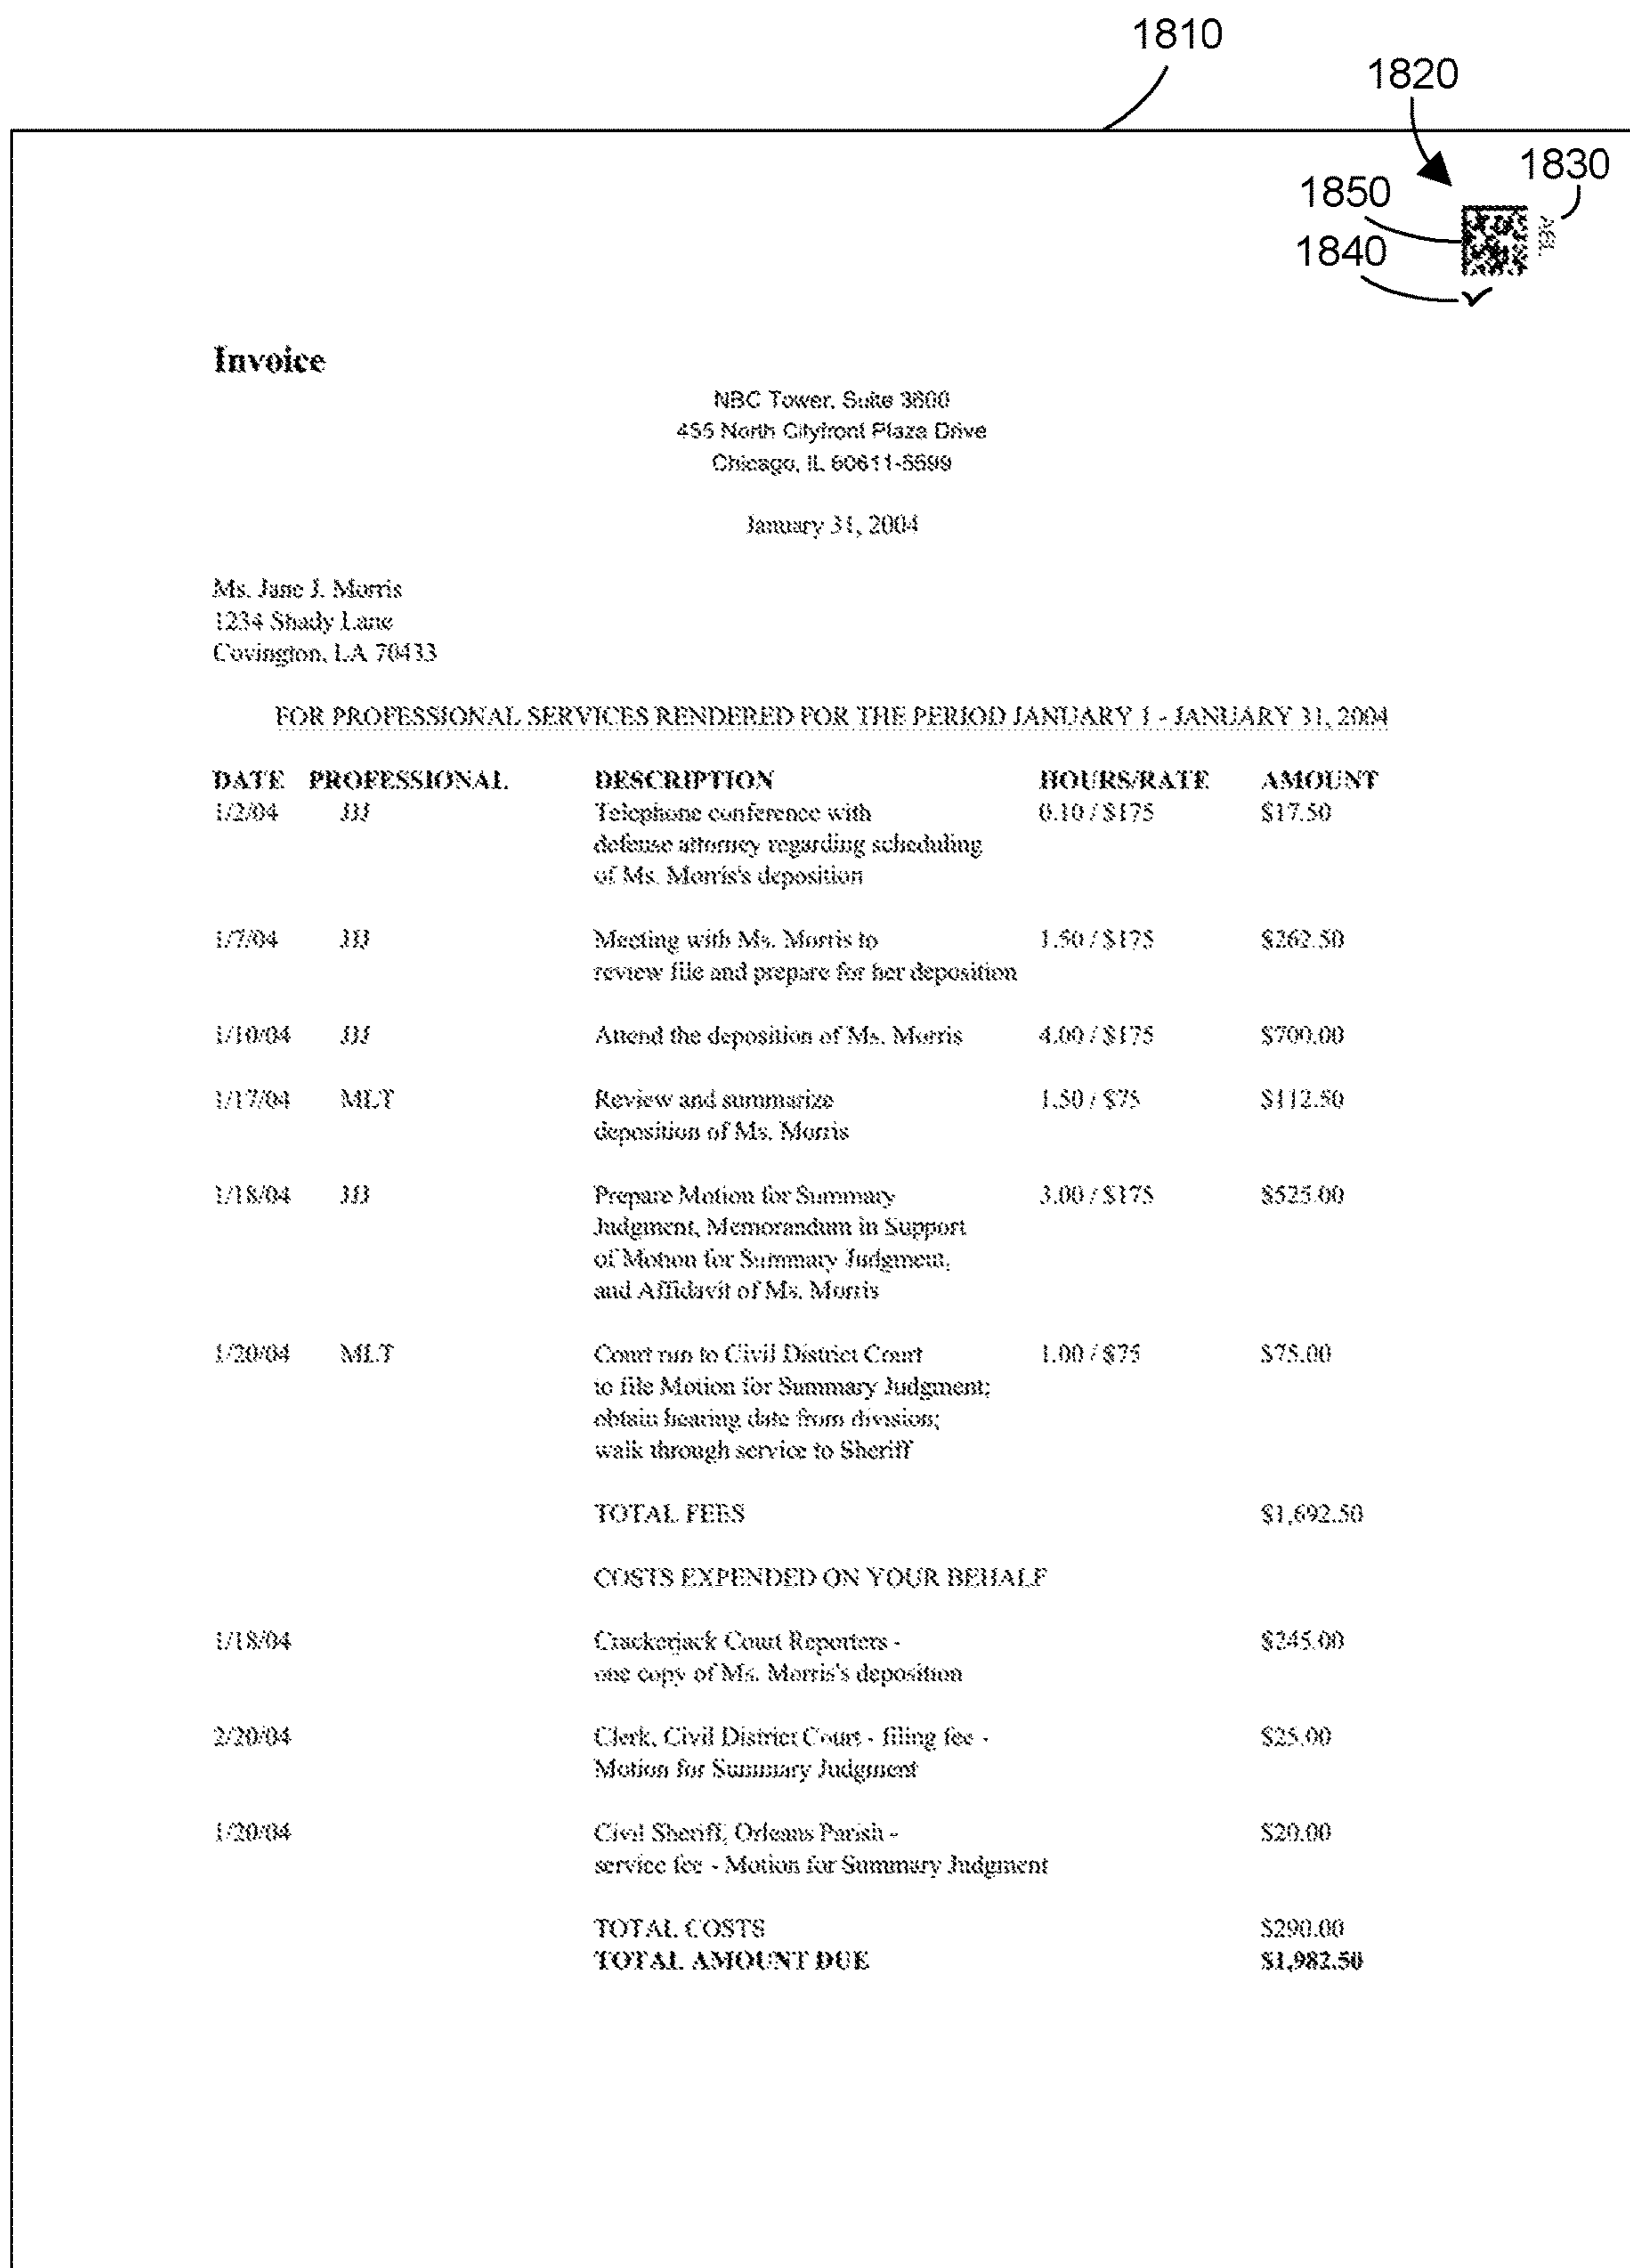 1810
1820
1830
1850
1840
Invoice
NBC Tower, Suite 3600
455 North Cityfront Plaza Drive
Chicago, IL 60611-5599
January 31, 2004
Ms. Jane J. Morris
1234 Shady Lane
Covington, LA 70433
FOR PROFESSIONAL SERVICES RENDERED FOR THE PERIOD JANUARY 1 - JANUARY 31, 2004
DATE PROFESSIONAL DESCRIPTION HOURS/RATE AMOUNT
1/2/04 JJJ Telephone conference with 0.10 / $175 $17.50
defense attorney regarding scheduling
of Ms. Morris's deposition
1/7/04 JJJ Meeting with Ms. Morris to 1.50 / $175 $262.50
review file and prepare for her deposition
1/10/04 JJJ Attend the deposition of Ms. Morris 4.00 / $175 $700.00
1/17/04 MLT Review and summarize 1.50 / $75 $112.50
deposition of Ms. Morris
1/18/04 JJJ Prepare Motion for Summary 3.00 / $175 $525.00
Judgment, Memorandum in Support
of Motion for Summary Judgment,
and Affidavit of Ms. Morris
1/20/04 MLT Court run to Civil District Court 1.00 / $75 $75.00
to file Motion for Summary Judgment;
obtain hearing date from division;
walk through service to Sheriff
TOTAL FEES $1,692.50
COSTS EXPENDED ON YOUR BEHALF
1/18/04 Crackerjack Court Reporters - $245.00
one copy of Ms. Morris's deposition
2/20/04 Clerk, Civil District Court - filing fee - $25.00
Motion for Summary Judgment
1/20/04 Civil Sheriff, Orleans Parish - $20.00
service fee - Motion for Summary Judgment
TOTAL COSTS $290.00
TOTAL AMOUNT DUE $1,982.50